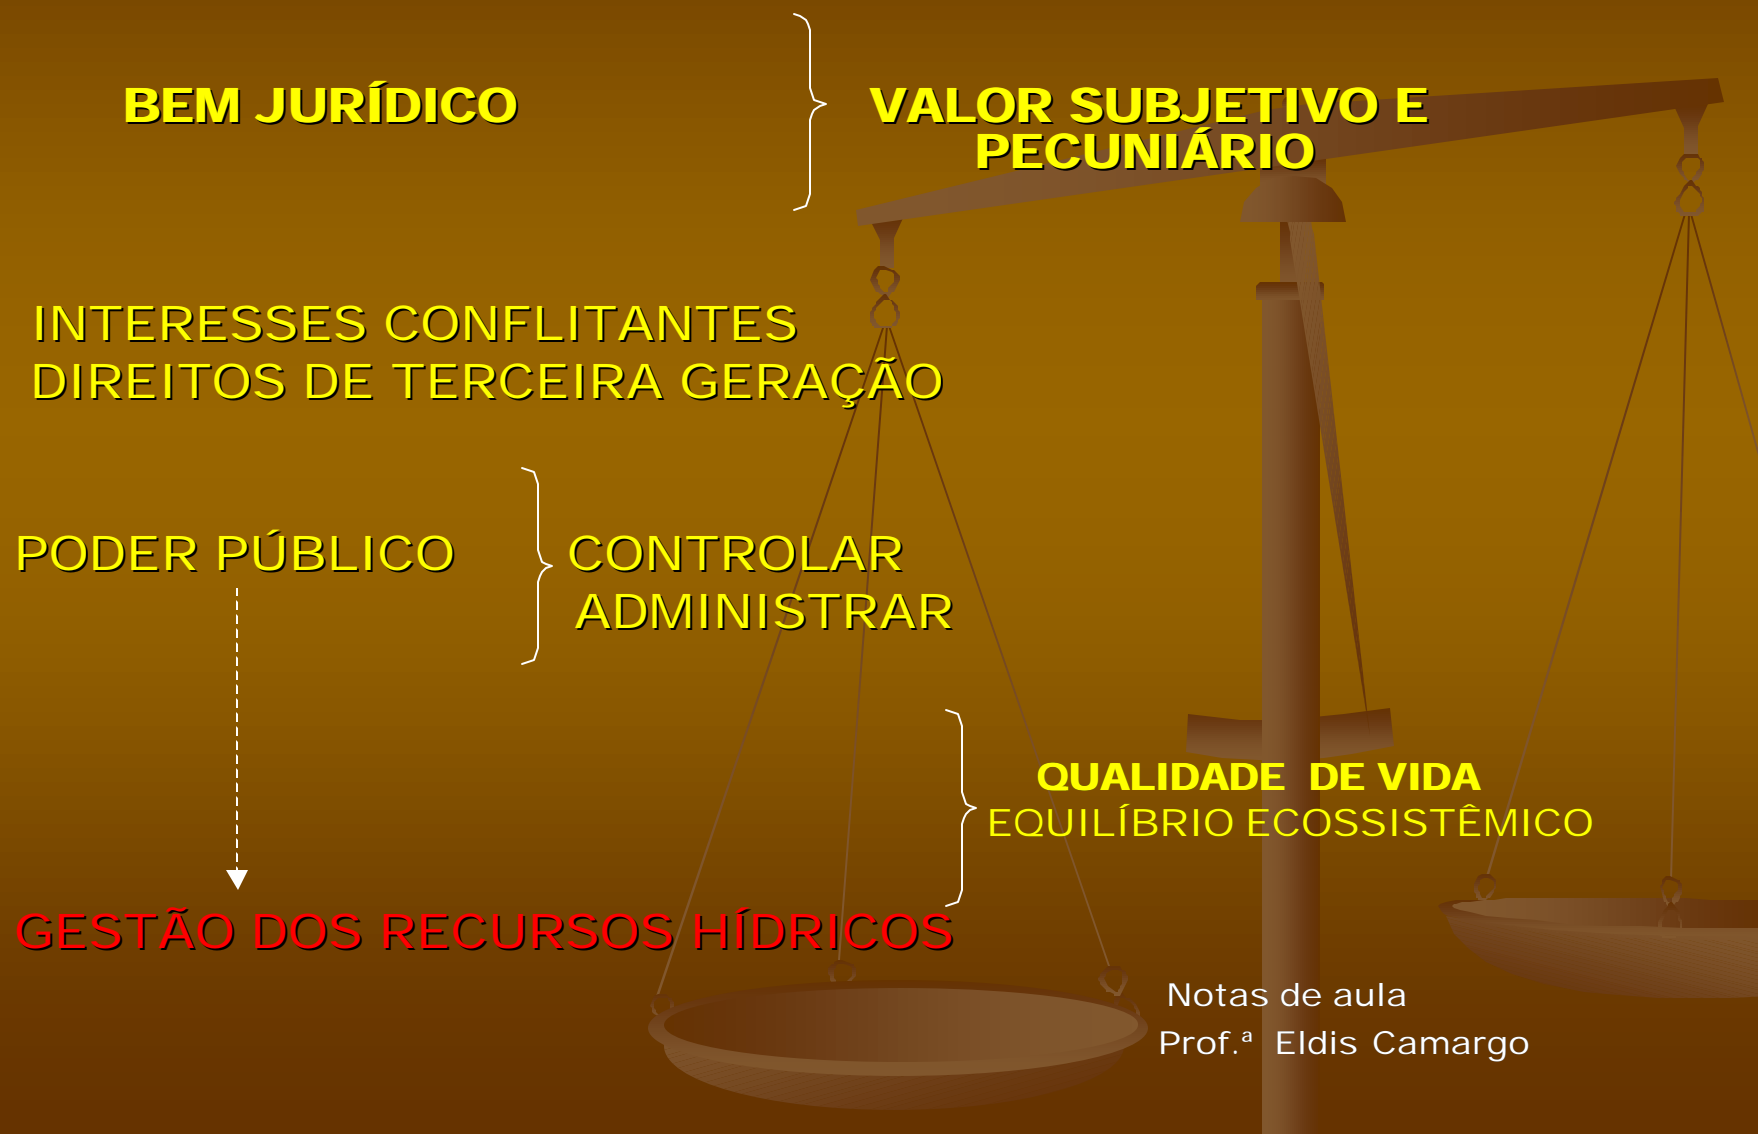 BEM JURÍDICO
VALOR SUBJETIVO E
PECUNIÁRIO
INTERESSES CONFLITANTES
DIREITOS DE TERCEIRA GERAÇÃO
PODER PÚBLICO
CONTROLAR
ADMINISTRAR
QUALIDADE DE VIDA
EQUILÍBRIO ECOSSISTÊMICO
GESTÃO DOS RECURSOS HÍDRICOS
Notas de aula
Prof.ª Eldis Camargo